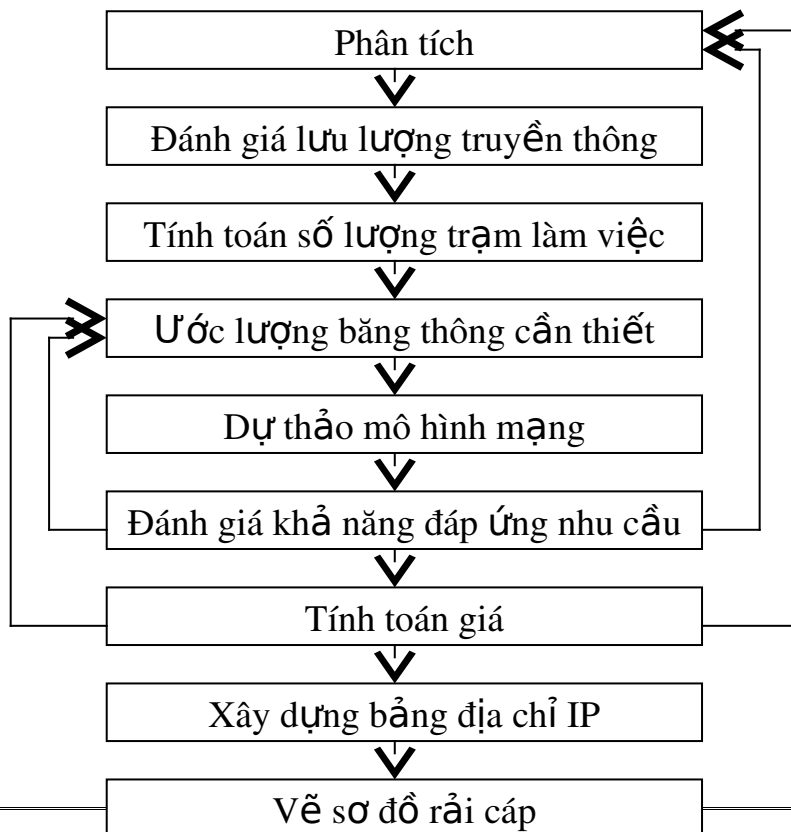 Phân tích
Đánh giá lưu lượng truyền thông
Tính toán số lượng trạm làm việc
Ước lượng băng thông cần thiết
Dự thảo mô hình mạng
Đánh giá khả năng đáp ứng nhu cầu
Tính toán giá
Xây dựng bảng địa chỉ IP
Vẽ sơ đồ rải cáp